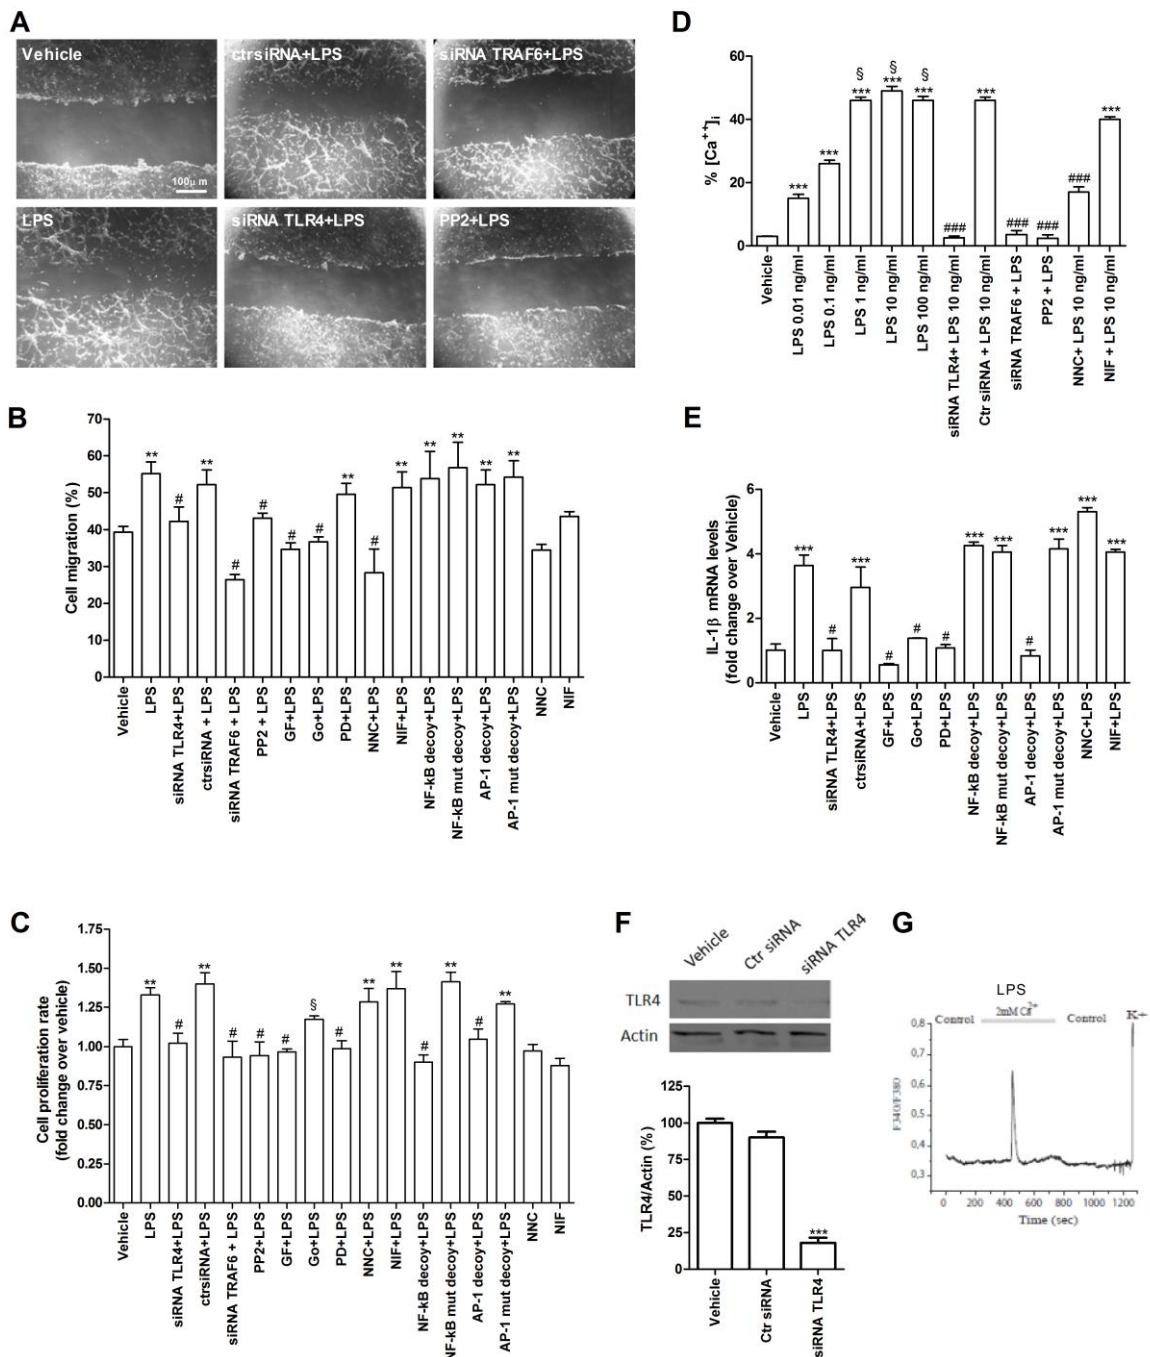 A
Vehicle
ctrsiRNA+LPS
siRNA TRAF6+LPS
100µ m
LPS
siRNA TLR4+LPS
PP2+LPS
B
Cell migration (%)
70
60
50
40
30
20
10
0
** ** ** ** ** ** ** **
# # # # # #
Vehicle
LPS
siRNA TLR4+LPS
ctrsiRNA + LPS
siRNA TRAF6 + LPS
PP2 + LPS
GF+LPS
Go+LPS
PD+LPS
NNC+LPS
NIF+LPS
NF-kB decoy+LPS
NF-kB mut decoy+LPS
AP-1 decoy+LPS
AP-1 mut decoy+LPS
NNC
NIF
C
Cell proliferation rate
(fold change over vehicle)
1.75
1.50
1.25
1.00
0.75
0.50
0.25
0.00
** ** # # # # § # ** ** # ** # **
Vehicle
LPS
siRNA TLR4+LPS
ctrsiRNA+LPS
siRNA TRAF6 + LPS
PP2+LPS
GF+LPS
Go+LPS
PD+LPS
NNC+LPS
NIF+LPS
NF-kB decoy+LPS
NF-kB mut decoy+LPS
AP-1 decoy+LPS
AP-1 mut decoy+LPS
NNC
NIF
D
% [Ca++]i
60
40
20
0
§ § §
*** *** *** *** *** ### *** ### ### ### ***
Vehicle
LPS 0.01 ng/ml
LPS 0.1 ng/ml
LPS 1 ng/ml
LPS 10 ng/ml
LPS 100 ng/ml
siRNA TLR4+ LPS 10 ng/ml
Ctr siRNA + LPS 10 ng/ml
siRNA TRAF6 + LPS
PP2 + LPS
NNC+ LPS 10 ng/ml
NIF + LPS 10 ng/ml
E
IL-1β mRNA levels
(fold change over Vehicle)
6
4
2
0
*** # *** # # # *** *** # *** *** ***
Vehicle
LPS
siRNA TLR4+LPS
ctrsiRNA+LPS
GF+LPS
Go+LPS
PD+LPS
NF-kB decoy+LPS
NF-kB mut decoy+LPS
AP-1 decoy+LPS
AP-1 mut decoy+LPS
NNC+LPS
NIF+LPS
F
Vehicle
Ctr siRNA
siRNA TLR4
TLR4
Actin
TLR4/Actin (%)
125
100
75
50
25
0
***
Vehicle
Ctr siRNA
siRNA TLR4
G
LPS
Control 2mM Ca2+ Control K+
F340/F380
0,8
0,6
0,5
0,4
0,3
0 200 400 600 800 1000 1200
Time (sec)